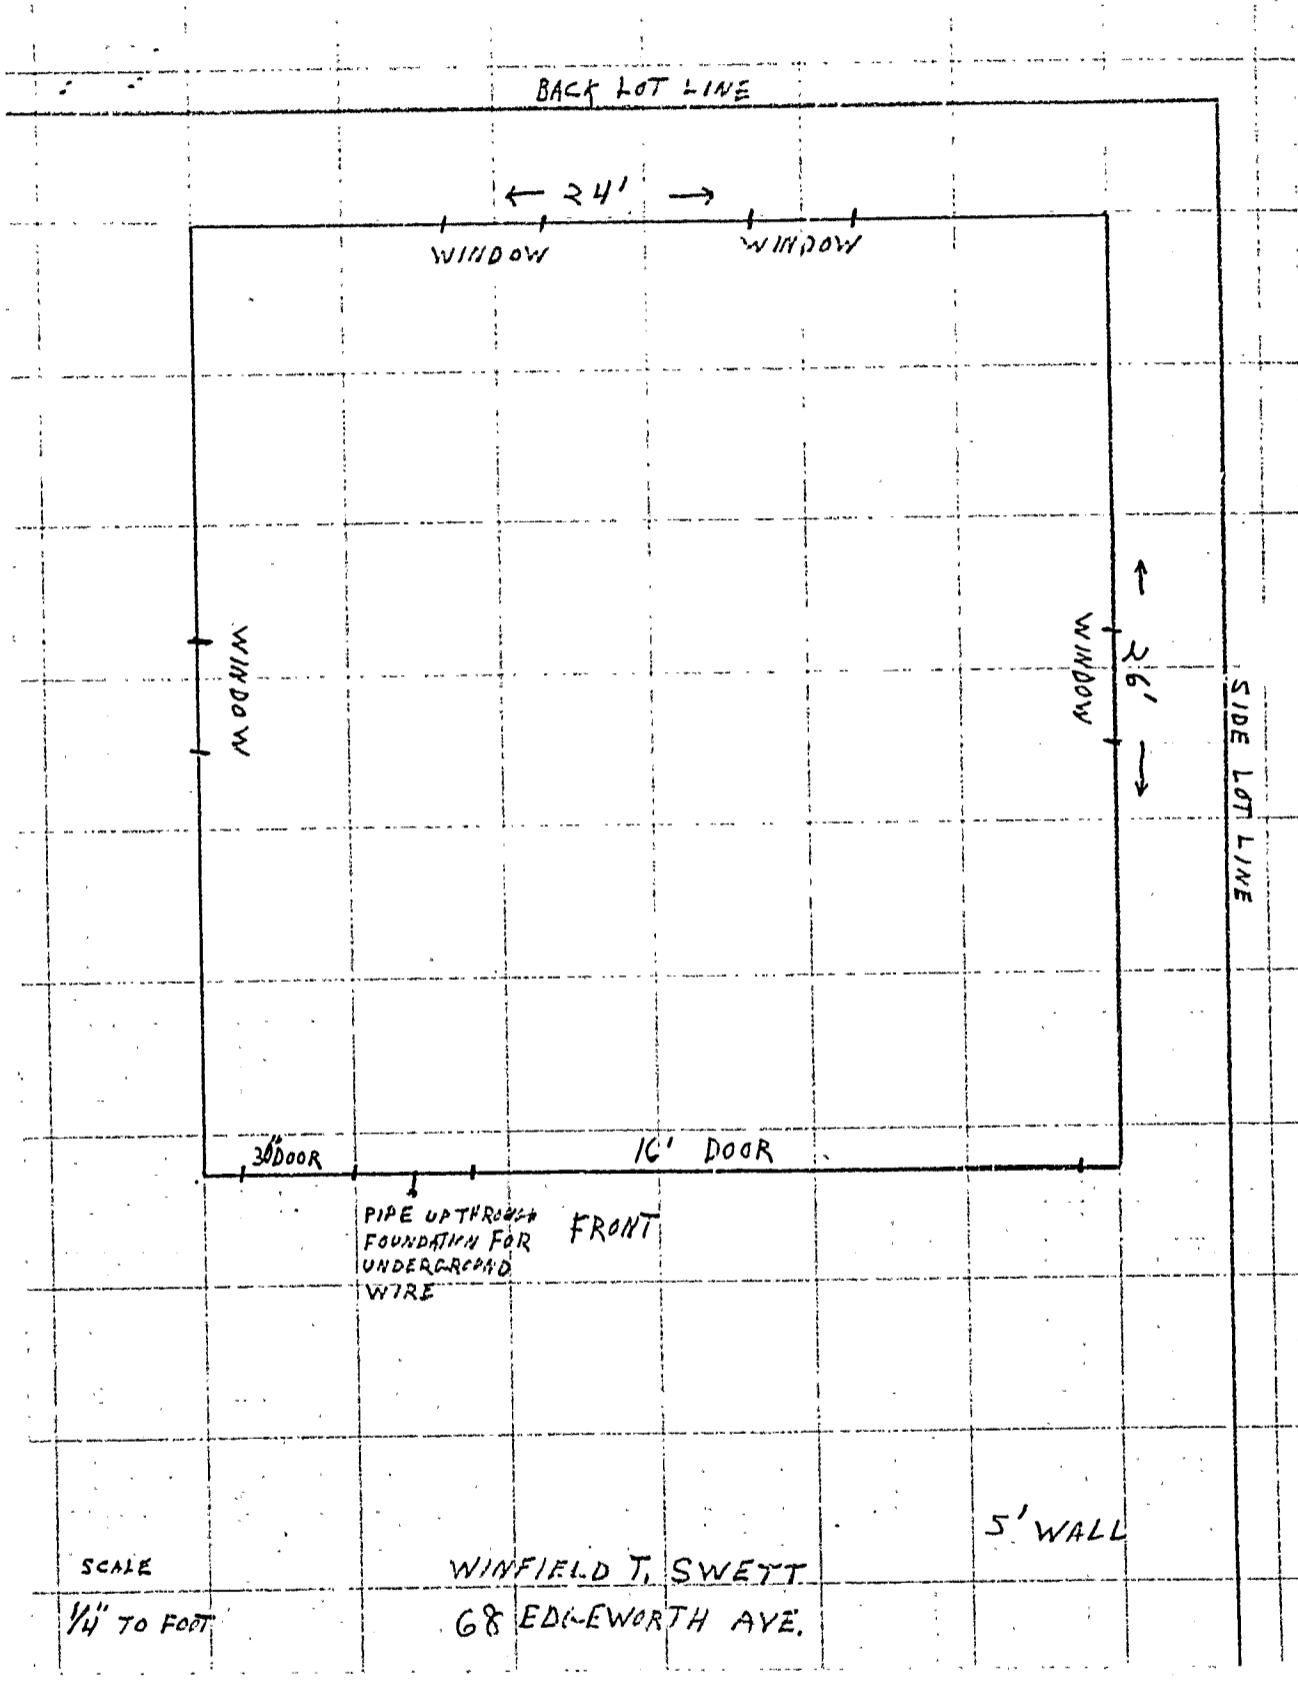 BACK LOT LINE
← 24' →
WINDOW
WINDOW
WINDOW
WINDOW
← 26' →
SIDE LOT LINE
DOOR
16' DOOR
PIPE UP THROUGH
FOUNDATION FOR
UNDERGROUND
WIRE
FRONT
5' WALL
SCALE
1/4" TO FOOT
WINFIELD T. SWETT
68 EDGEWORTH AVE.